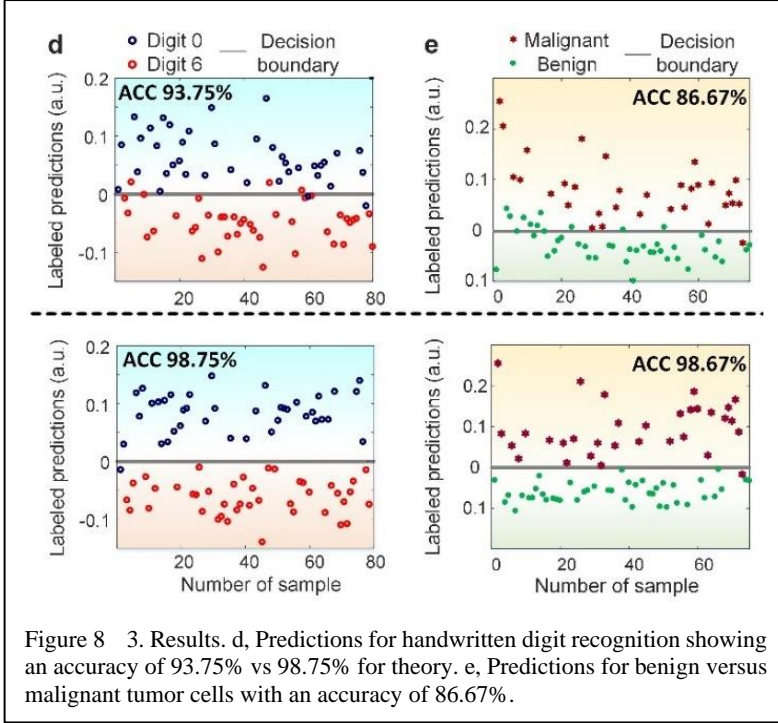 d
Digit 0
Digit 6
Decision
boundary
ACC 93.75%
0.2
0.1
0
-0.1
Labeled predictions (a.u.)
20
40
60
80
e
Malignant
Benign
Decision
boundary
ACC 86.67%
0.2
0.1
0
0.1
Labeled predictions (a.u.)
0
20
40
60
ACC 98.75%
0.2
0.1
0
-0.1
Labeled predictions (a.u.)
20
40
60
80
Number of sample
ACC 98.67%
0.2
0.1
0
0.1
Labeled predictions (a.u.)
0
20
40
60
Number of sample
Figure 8 3. Results. d, Predictions for handwritten digit recognition showing
an accuracy of 93.75% vs 98.75% for theory. e, Predictions for benign versus
malignant tumor cells with an accuracy of 86.67%.